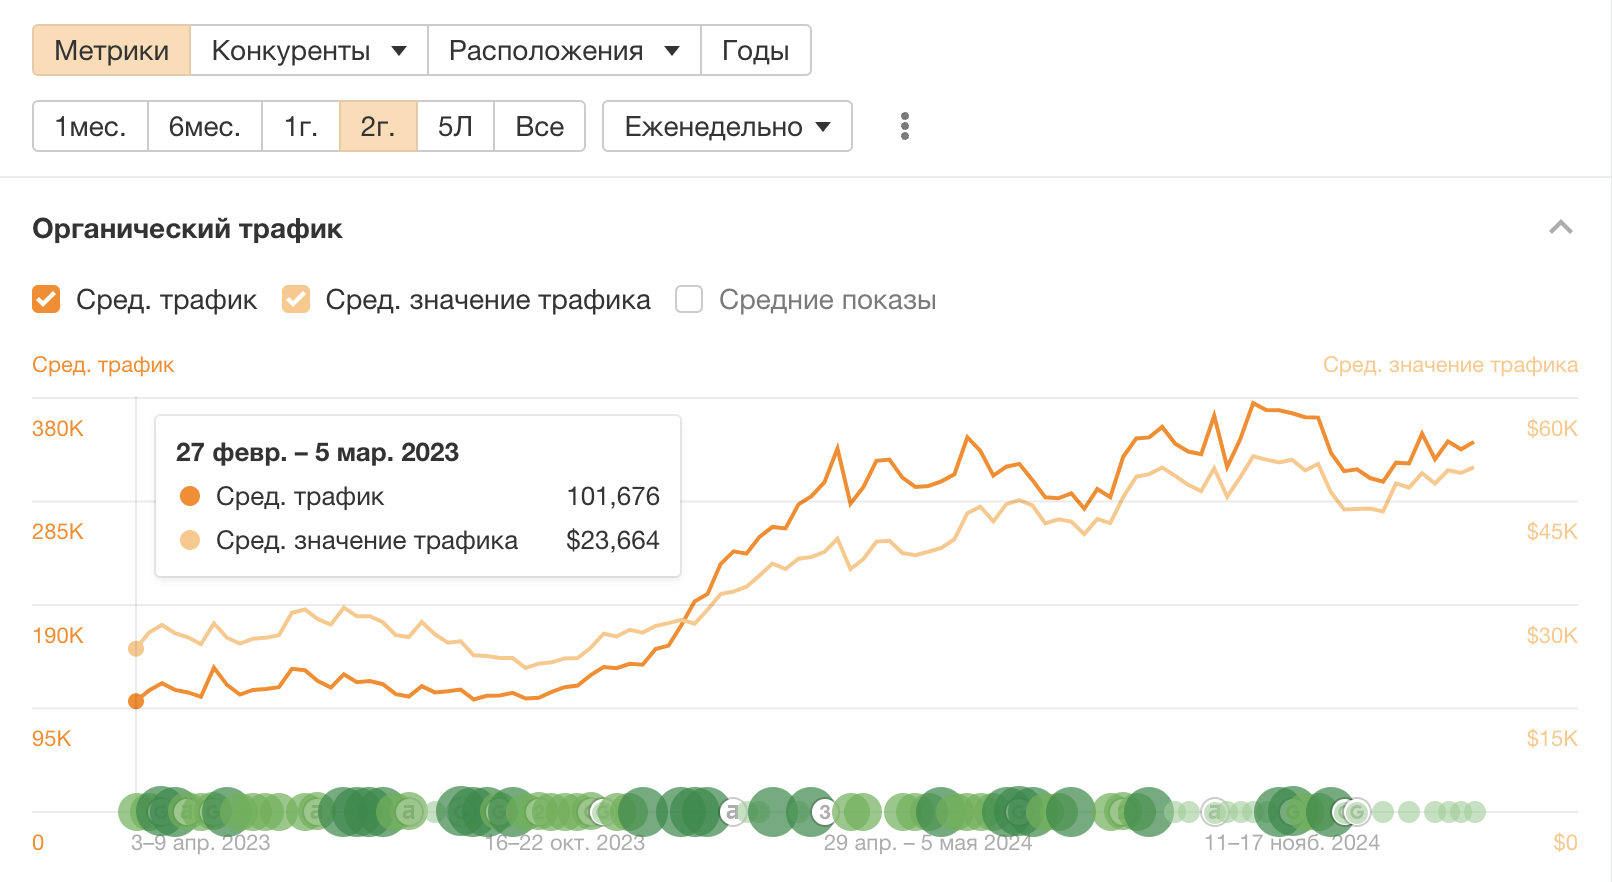 Метрики Конкуренты Расположения Годы
1мес. 6мес. 1г. 2г. 5Л Все Еженедельно
Органический трафик
Сред. трафик Сред. значение трафика Средние показы
Сред. трафик Сред. значение трафика
380K $60K
27 февр. – 5 мар. 2023
Сред. трафик 101,676
285K $45K
Сред. значение трафика $23,664
190K $30K
95K $15K
a 3 a G
0 3–9 апр. 2023 16–22 окт. 2023 29 апр. – 5 мая 2024 11–17 нояб. 2024 $0